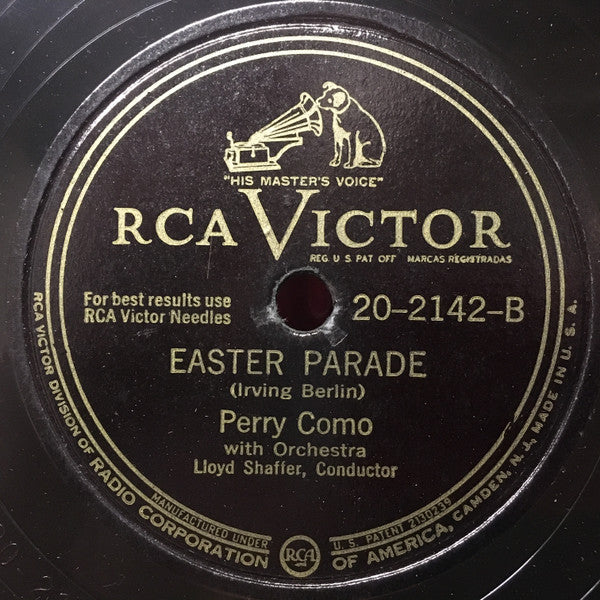 "HIS MASTER'S VOICE"
RCA VICTOR
REG. U S PAT OFF MARCAS REGISTRADAS
For best results use
RCA Victor Needles
20-2142-B
EASTER PARADE
(Irving Berlin)
Perry Como
with Orchestra
Lloyd Shaffer, Conductor
MANUFACTURED UNDER U. S. PATENT 2130239
RCA VICTOR DIVISION OF RADIO CORPORATION OF AMERICA, CAMDEN, N. J., MADE IN U. S. A.
RCA